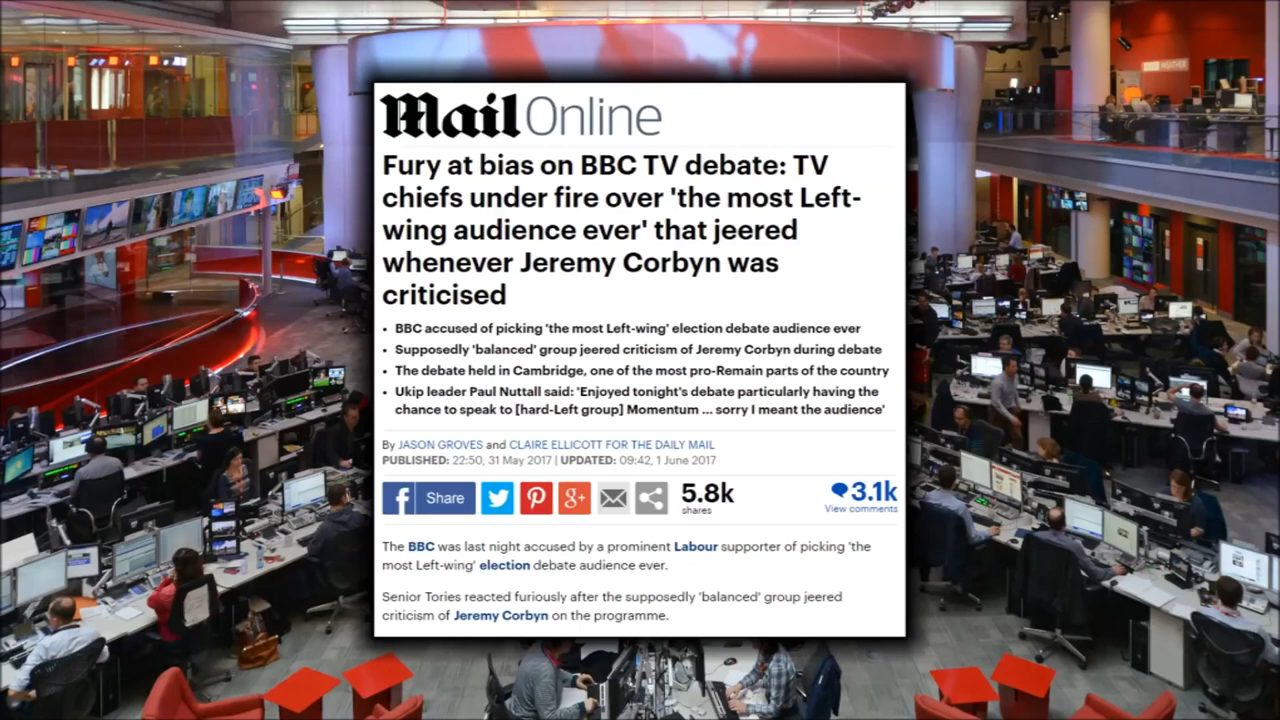 WEATHER
Mail Online
Fury at bias on BBC TV debate: TV
chiefs under fire over 'the most Left-
wing audience ever' that jeered
whenever Jeremy Corbyn was
criticised
• BBC accused of picking 'the most Left-wing' election debate audience ever
• Supposedly 'balanced' group jeered criticism of Jeremy Corbyn during debate
• The debate held in Cambridge, one of the most pro-Remain parts of the country
• Ukip leader Paul Nuttall said: 'Enjoyed tonight's debate particularly having the
chance to speak to [hard-Left group] Momentum ... sorry I meant the audience'
By JASON GROVES and CLAIRE ELLICOTT FOR THE DAILY MAIL
PUBLISHED: 22:50, 31 May 2017 | UPDATED: 09:42, 1 June 2017
f Share g+ 5.8k 3.1k
shares View comments
The BBC was last night accused by a prominent Labour supporter of picking 'the
most Left-wing' election debate audience ever.
Senior Tories reacted furiously after the supposedly 'balanced' group jeered
criticism of Jeremy Corbyn on the programme.